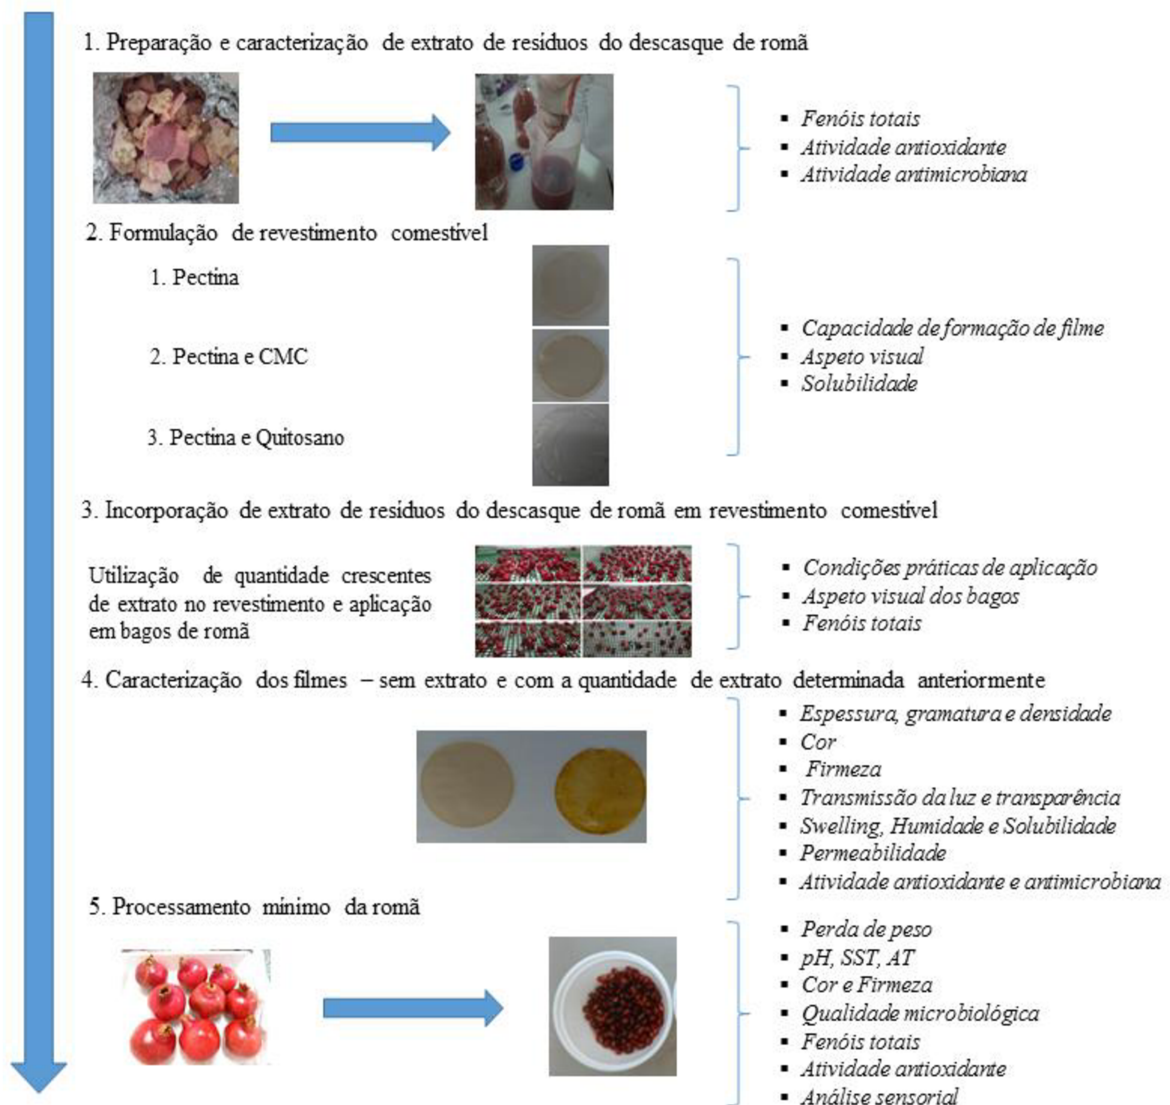 1. Preparação e caracterização de extrato de resíduos do descasque de romã
▪ Fenóis totais
▪ Atividade antioxidante
▪ Atividade antimicrobiana
2. Formulação de revestimento comestível
1. Pectina
2. Pectina e CMC
3. Pectina e Quitosano
▪ Capacidade de formação de filme
▪ Aspeto visual
▪ Solubilidade
3. Incorporação de extrato de resíduos do descasque de romã em revestimento comestível
Utilização de quantidade crescentes
de extrato no revestimento e aplicação
em bagos de romã
▪ Condições práticas de aplicação
▪ Aspeto visual dos bagos
▪ Fenóis totais
4. Caracterização dos filmes – sem extrato e com a quantidade de extrato determinada anteriormente
▪ Espessura, gramatura e densidade
▪ Cor
▪ Firmeza
▪ Transmissão da luz e transparência
▪ Swelling, Humidade e Solubilidade
▪ Permeabilidade
▪ Atividade antioxidante e antimicrobiana
5. Processamento mínimo da romã
▪ Perda de peso
▪ pH, SST, AT
▪ Cor e Firmeza
▪ Qualidade microbiológica
▪ Fenóis totais
▪ Atividade antioxidante
▪ Análise sensorial